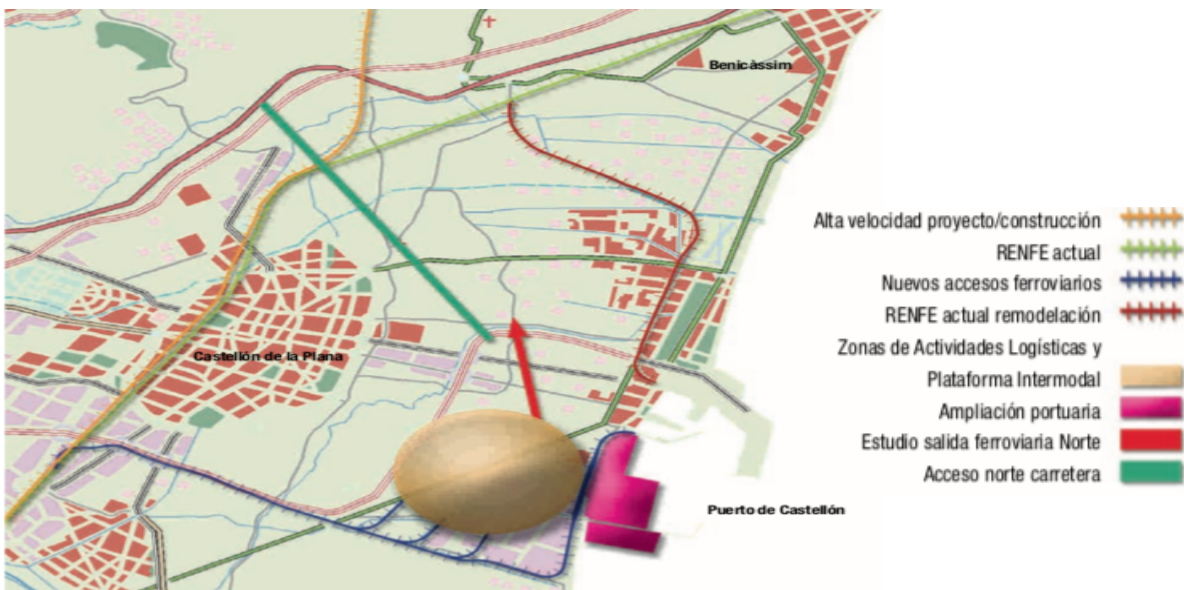 Benicàssim
Alta velocidad proyecto/construcción
RENFE actual
Nuevos accesos ferroviarios
RENFE actual remodelación
Zonas de Actividades Logísticas y
Castellón de la Plana
Plataforma Intermodal
Ampliación portuaria
Estudio salida ferroviaria Norte
Acceso norte carretera
Puerto de Castellón